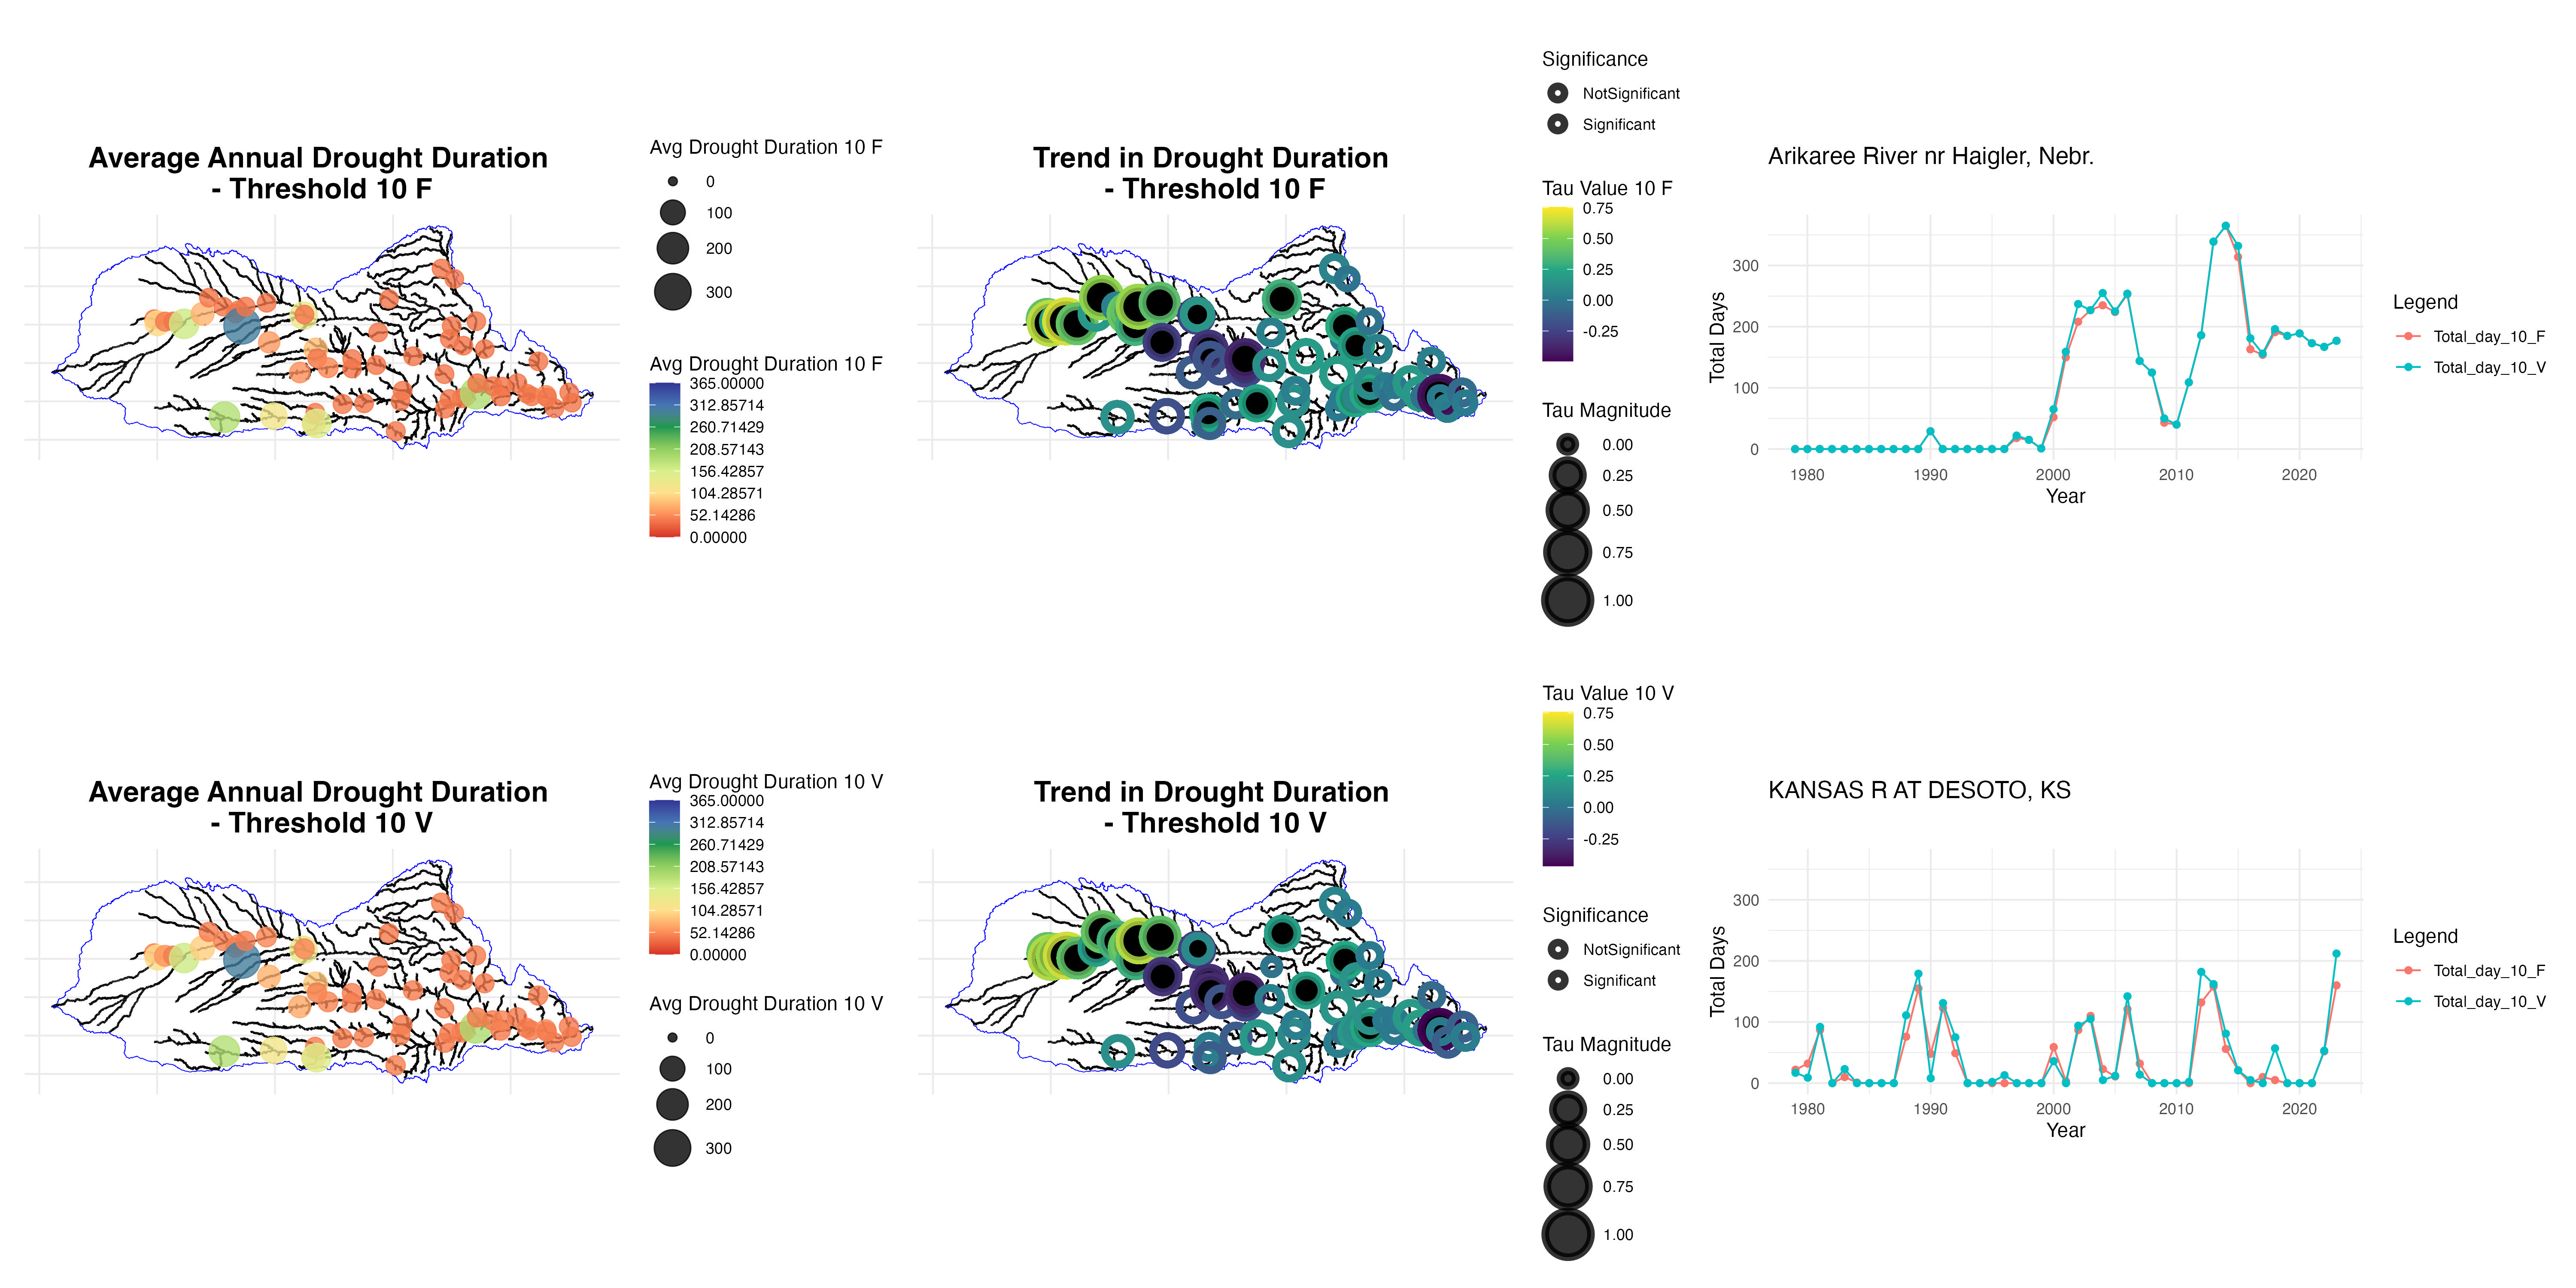 Average Annual Drought Duration
- Threshold 10 F
Avg Drought Duration 10 F
0
100
200
300
Avg Drought Duration 10 F
365.00000
312.85714
260.71429
208.57143
156.42857
104.28571
52.14286
0.00000
Trend in Drought Duration
- Threshold 10 F
Significance
NotSignificant
Significant
Tau Value 10 F
0.75
0.50
0.25
0.00
-0.25
Tau Magnitude
0.00
0.25
0.50
0.75
1.00
Arikaree River nr Haigler, Nebr.
Total Days
300
200
100
0
1980
1990
2000
2010
2020
Year
Legend
Total_day_10_F
Total_day_10_V
Average Annual Drought Duration
- Threshold 10 V
Avg Drought Duration 10 V
365.00000
312.85714
260.71429
208.57143
156.42857
104.28571
52.14286
0.00000
Avg Drought Duration 10 V
0
100
200
300
Trend in Drought Duration
- Threshold 10 V
Tau Value 10 V
0.75
0.50
0.25
0.00
-0.25
Significance
NotSignificant
Significant
Tau Magnitude
0.00
0.25
0.50
0.75
1.00
KANSAS R AT DESOTO, KS
Total Days
300
200
100
0
1980
1990
2000
2010
2020
Year
Legend
Total_day_10_F
Total_day_10_V